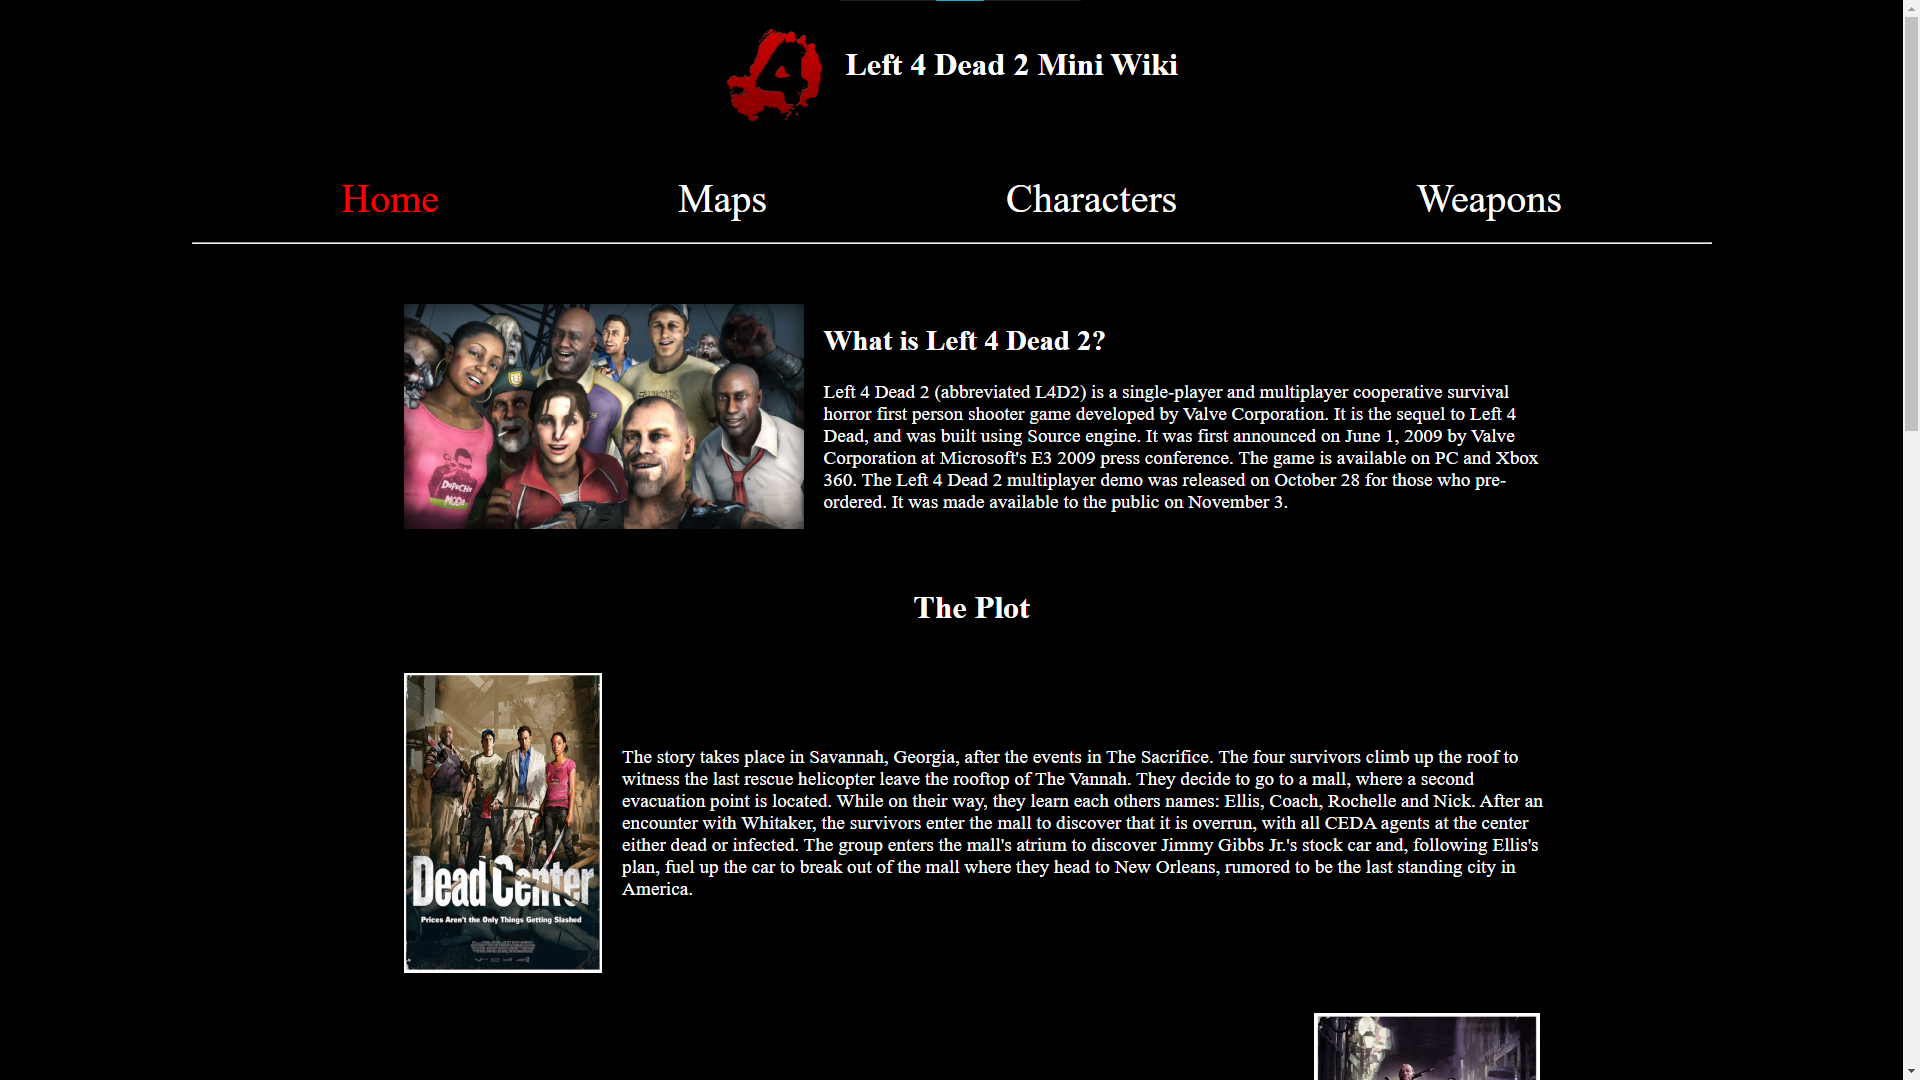 4
Left 4 Dead 2 Mini Wiki
Home
Maps
Characters
Weapons
What is Left 4 Dead 2?
Left 4 Dead 2 (abbreviated L4D2) is a single-player and multiplayer cooperative survival
horror first person shooter game developed by Valve Corporation. It is the sequel to Left 4
Dead, and was built using Source engine. It was first announced on June 1, 2009 by Valve
Corporation at Microsoft's E3 2009 press conference. The game is available on PC and Xbox
360. The Left 4 Dead 2 multiplayer demo was released on October 28 for those who pre-
ordered. It was made available to the public on November 3.
DEPECHE
MODE
The Plot
Dead Center
Prices Aren't the Only Things Getting Slashed
The story takes place in Savannah, Georgia, after the events in The Sacrifice. The four survivors climb up the roof to
witness the last rescue helicopter leave the rooftop of The Vannah. They decide to go to a mall, where a second
evacuation point is located. While on their way, they learn each others names: Ellis, Coach, Rochelle and Nick. After an
encounter with Whitaker, the survivors enter the mall to discover that it is overrun, with all CEDA agents at the center
either dead or infected. The group enters the mall's atrium to discover Jimmy Gibbs Jr.'s stock car and, following Ellis's
plan, fuel up the car to break out of the mall where they head to New Orleans, rumored to be the last standing city in
America.